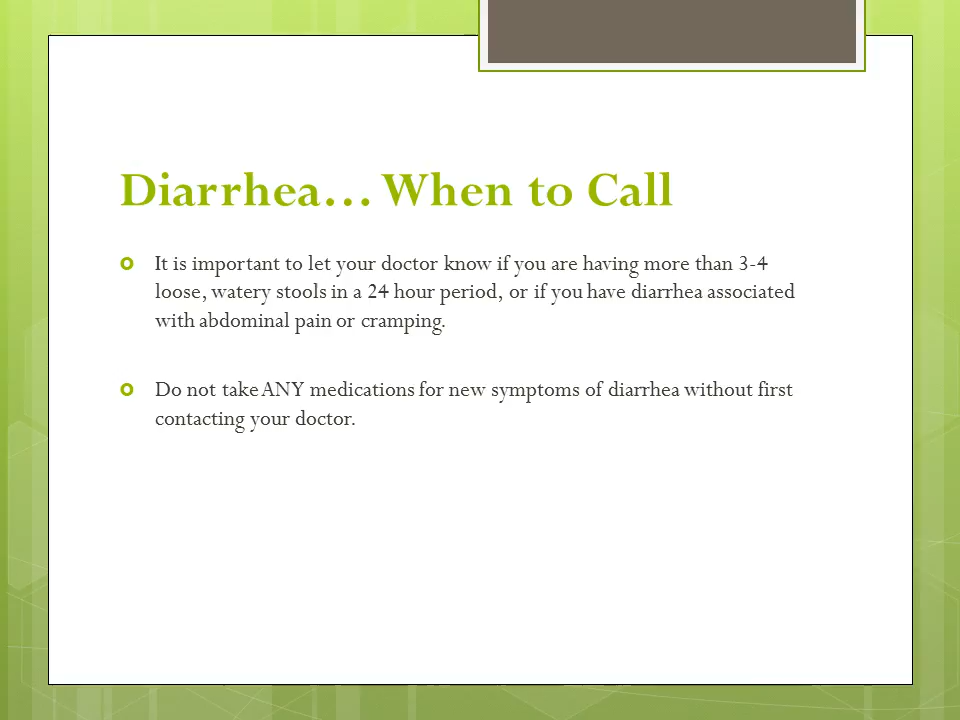 Diarrhea… When to Call
It is important to let your doctor know if you are having more than 3-4
loose, watery stools in a 24 hour period, or if you have diarrhea associated
with abdominal pain or cramping.
Do not take ANY medications for new symptoms of diarrhea without first
contacting your doctor.